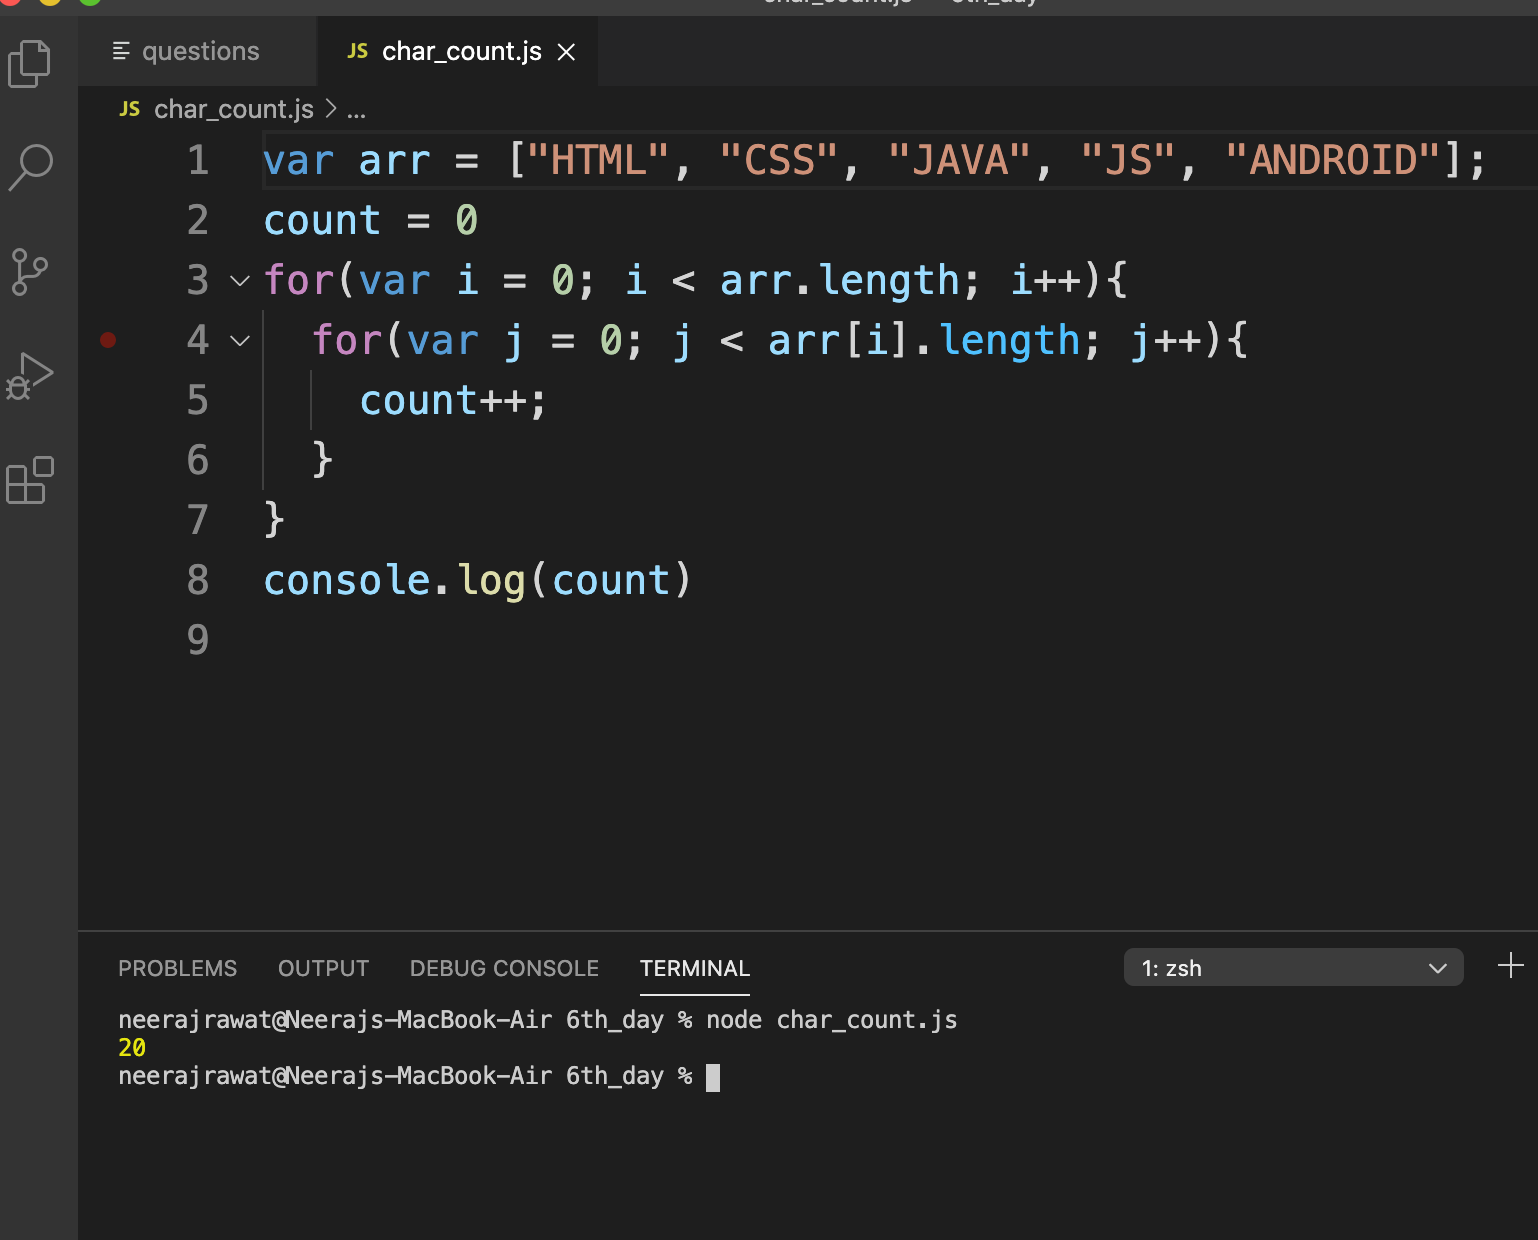 questions JS char_count.js
JS char_count.js > ...
1 var arr = ["HTML", "CSS", "JAVA", "JS", "ANDROID"];
2 count = 0
3 for(var i = 0; i < arr.length; i++){
4 for(var j = 0; j < arr[i].length; j++){
5 count++;
6 }
7 }
8 console.log(count)
9
PROBLEMS OUTPUT DEBUG CONSOLE TERMINAL 1: zsh
neerajrawat@Neerajs-MacBook-Air 6th_day % node char_count.js
20
neerajrawat@Neerajs-MacBook-Air 6th_day %